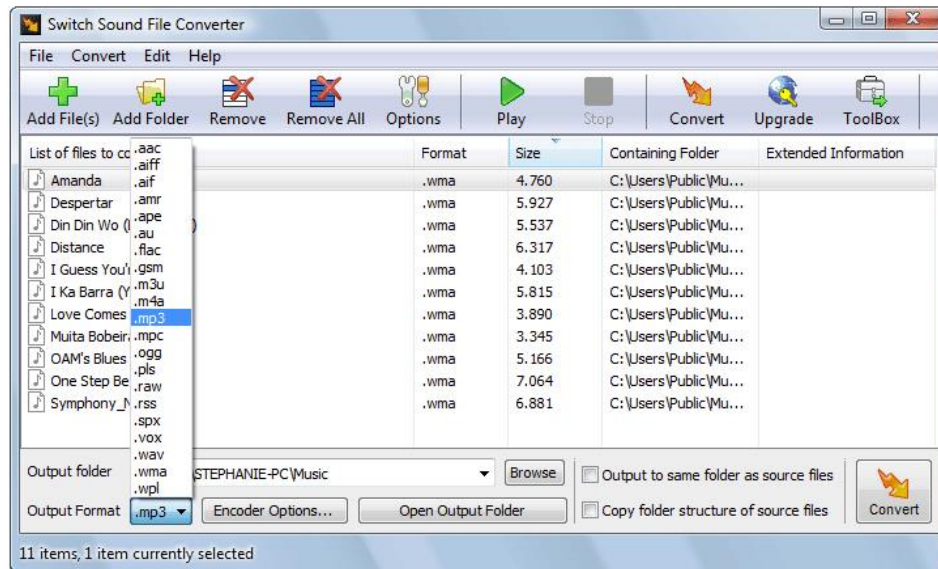 Switch Sound File Converter
File Convert Edit Help
Add File(s) Add Folder Remove Remove All Options Play Stop Convert Upgrade ToolBox
List of files to co Format Size Containing Folder Extended Information
Amanda .wma 4.760 C:\Users\Public\Mu...
Despertar .wma 5.927 C:\Users\Public\Mu...
Din Din Wo ( ) .wma 5.537 C:\Users\Public\Mu...
Distance .wma 6.317 C:\Users\Public\Mu...
I Guess You'r .wma 4.103 C:\Users\Public\Mu...
I Ka Barra (Y .wma 5.815 C:\Users\Public\Mu...
Love Comes .wma 3.890 C:\Users\Public\Mu...
Muita Bobeir .wma 3.345 C:\Users\Public\Mu...
OAM's Blues .wma 5.166 C:\Users\Public\Mu...
One Step Be .wma 7.064 C:\Users\Public\Mu...
Symphony_N .wma 6.881 C:\Users\Public\Mu...
.aac
.aiff
.aif
.amr
.ape
.au
.flac
.gsm
.m3u
.m4a
.mp3
.mpc
.ogg
.pls
.raw
.rss
.spx
.vox
.wav
.wma
.wpl
Output folder \STEPHANIE-PC\Music Browse Output to same folder as source files
Output Format .mp3 Encoder Options... Open Output Folder Copy folder structure of source files Convert
11 items, 1 item currently selected